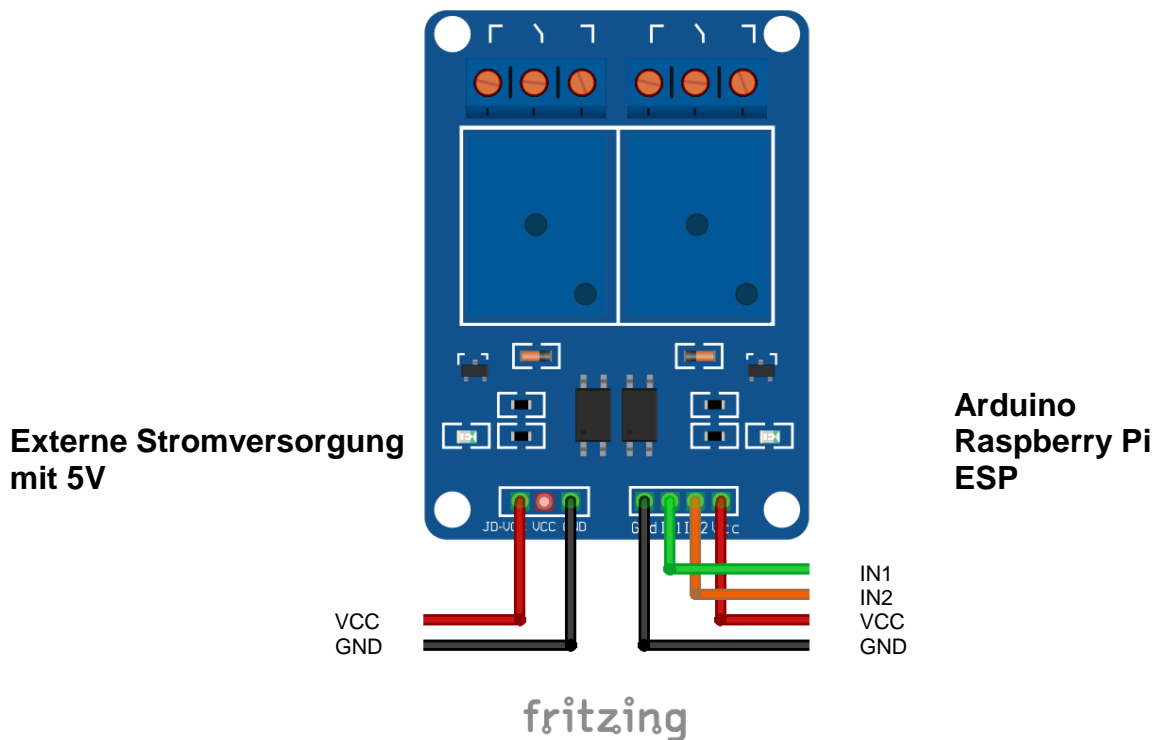 Externe Stromversorgung
mit 5V
Arduino
Raspberry Pi
ESP
JD-VCC VCC GND
Gnd In1 In2 Vcc
VCC
GND
IN1
IN2
VCC
GND
fritzing